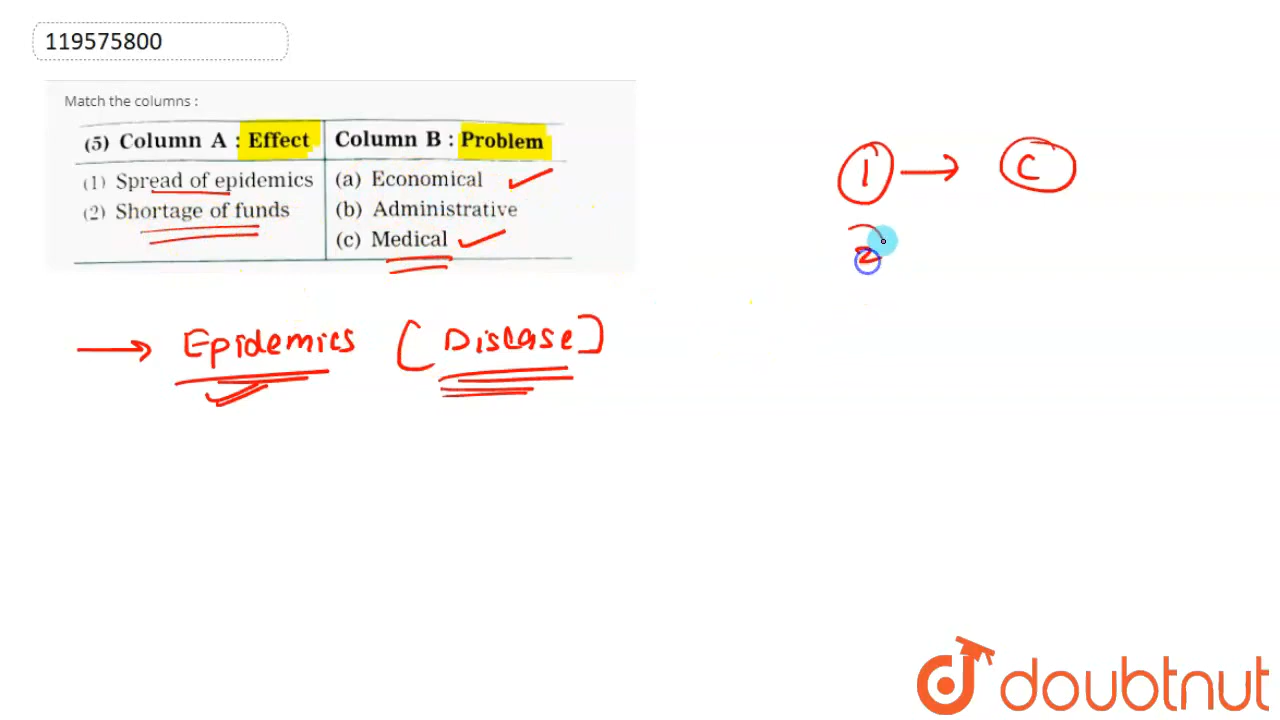 119575800
Match the columns :
(5) Column A : Effect Column B : Problem
(1) Spread of epidemics (a) Economical
(2) Shortage of funds (b) Administrative
(c) Medical
1 → C
2
→ Epidemics ( Disease ]
doubtnut